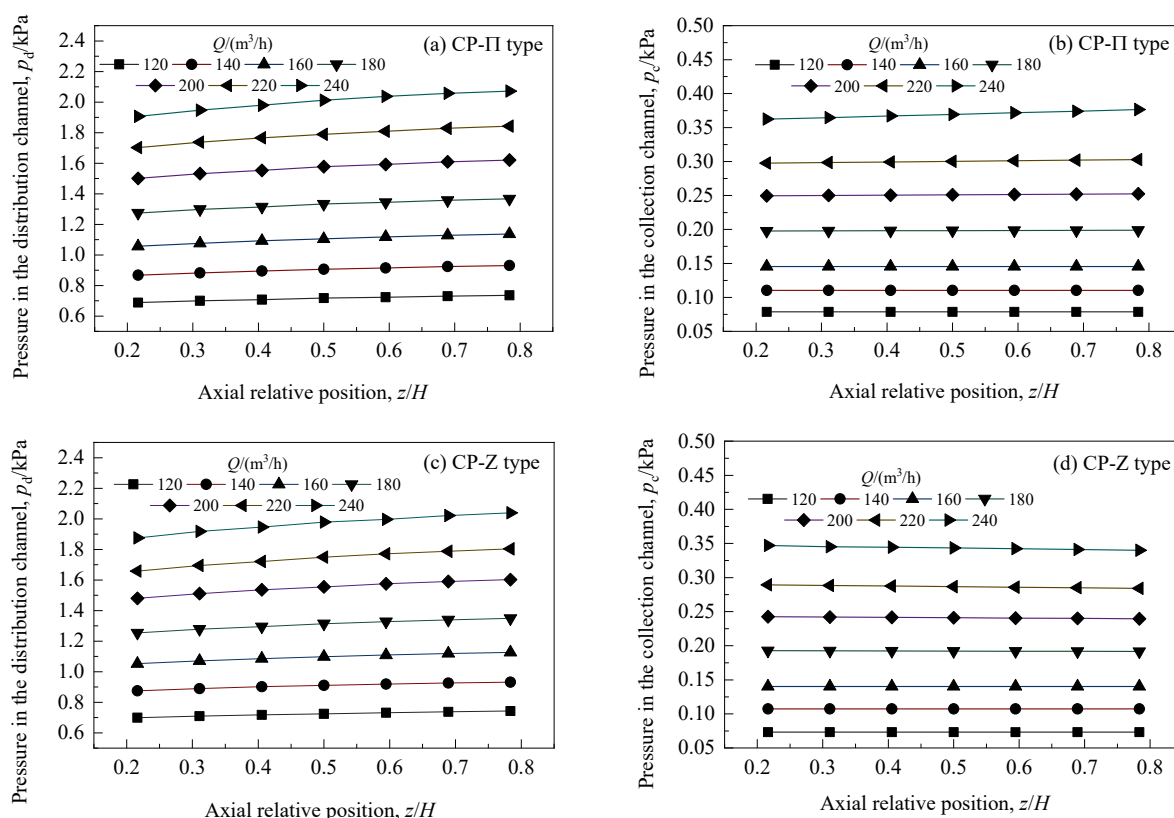 Pressure in the distribution channel, pd/kPa
2.4
2.2
2.0
1.8
1.6
1.4
1.2
1.0
0.8
0.6
Q/(m³/h)
(a) CP-Π type
120 140 160 180
200 220 240
0.2 0.3 0.4 0.5 0.6 0.7 0.8
Axial relative position, z/H
Pressure in the collection channel, pc/kPa
0.50
0.45
0.40
0.35
0.30
0.25
0.20
0.15
0.10
0.05
Q/(m³/h)
(b) CP-Π type
120 140 160 180
200 220 240
0.2 0.3 0.4 0.5 0.6 0.7 0.8
Axial relative position, z/H
Pressure in the distribution channel, pd/kPa
2.4
2.2
2.0
1.8
1.6
1.4
1.2
1.0
0.8
0.6
Q/(m³/h)
(c) CP-Z type
120 140 160 180
200 220 240
0.2 0.3 0.4 0.5 0.6 0.7 0.8
Axial relative position, z/H
Pressure in the collection channel, pc/kPa
0.50
0.45
0.40
0.35
0.30
0.25
0.20
0.15
0.10
0.05
(d) CP-Z type
Q/(m³/h)
120 140 160 180
200 220 240
0.2 0.3 0.4 0.5 0.6 0.7 0.8
Axial relative position, z/H